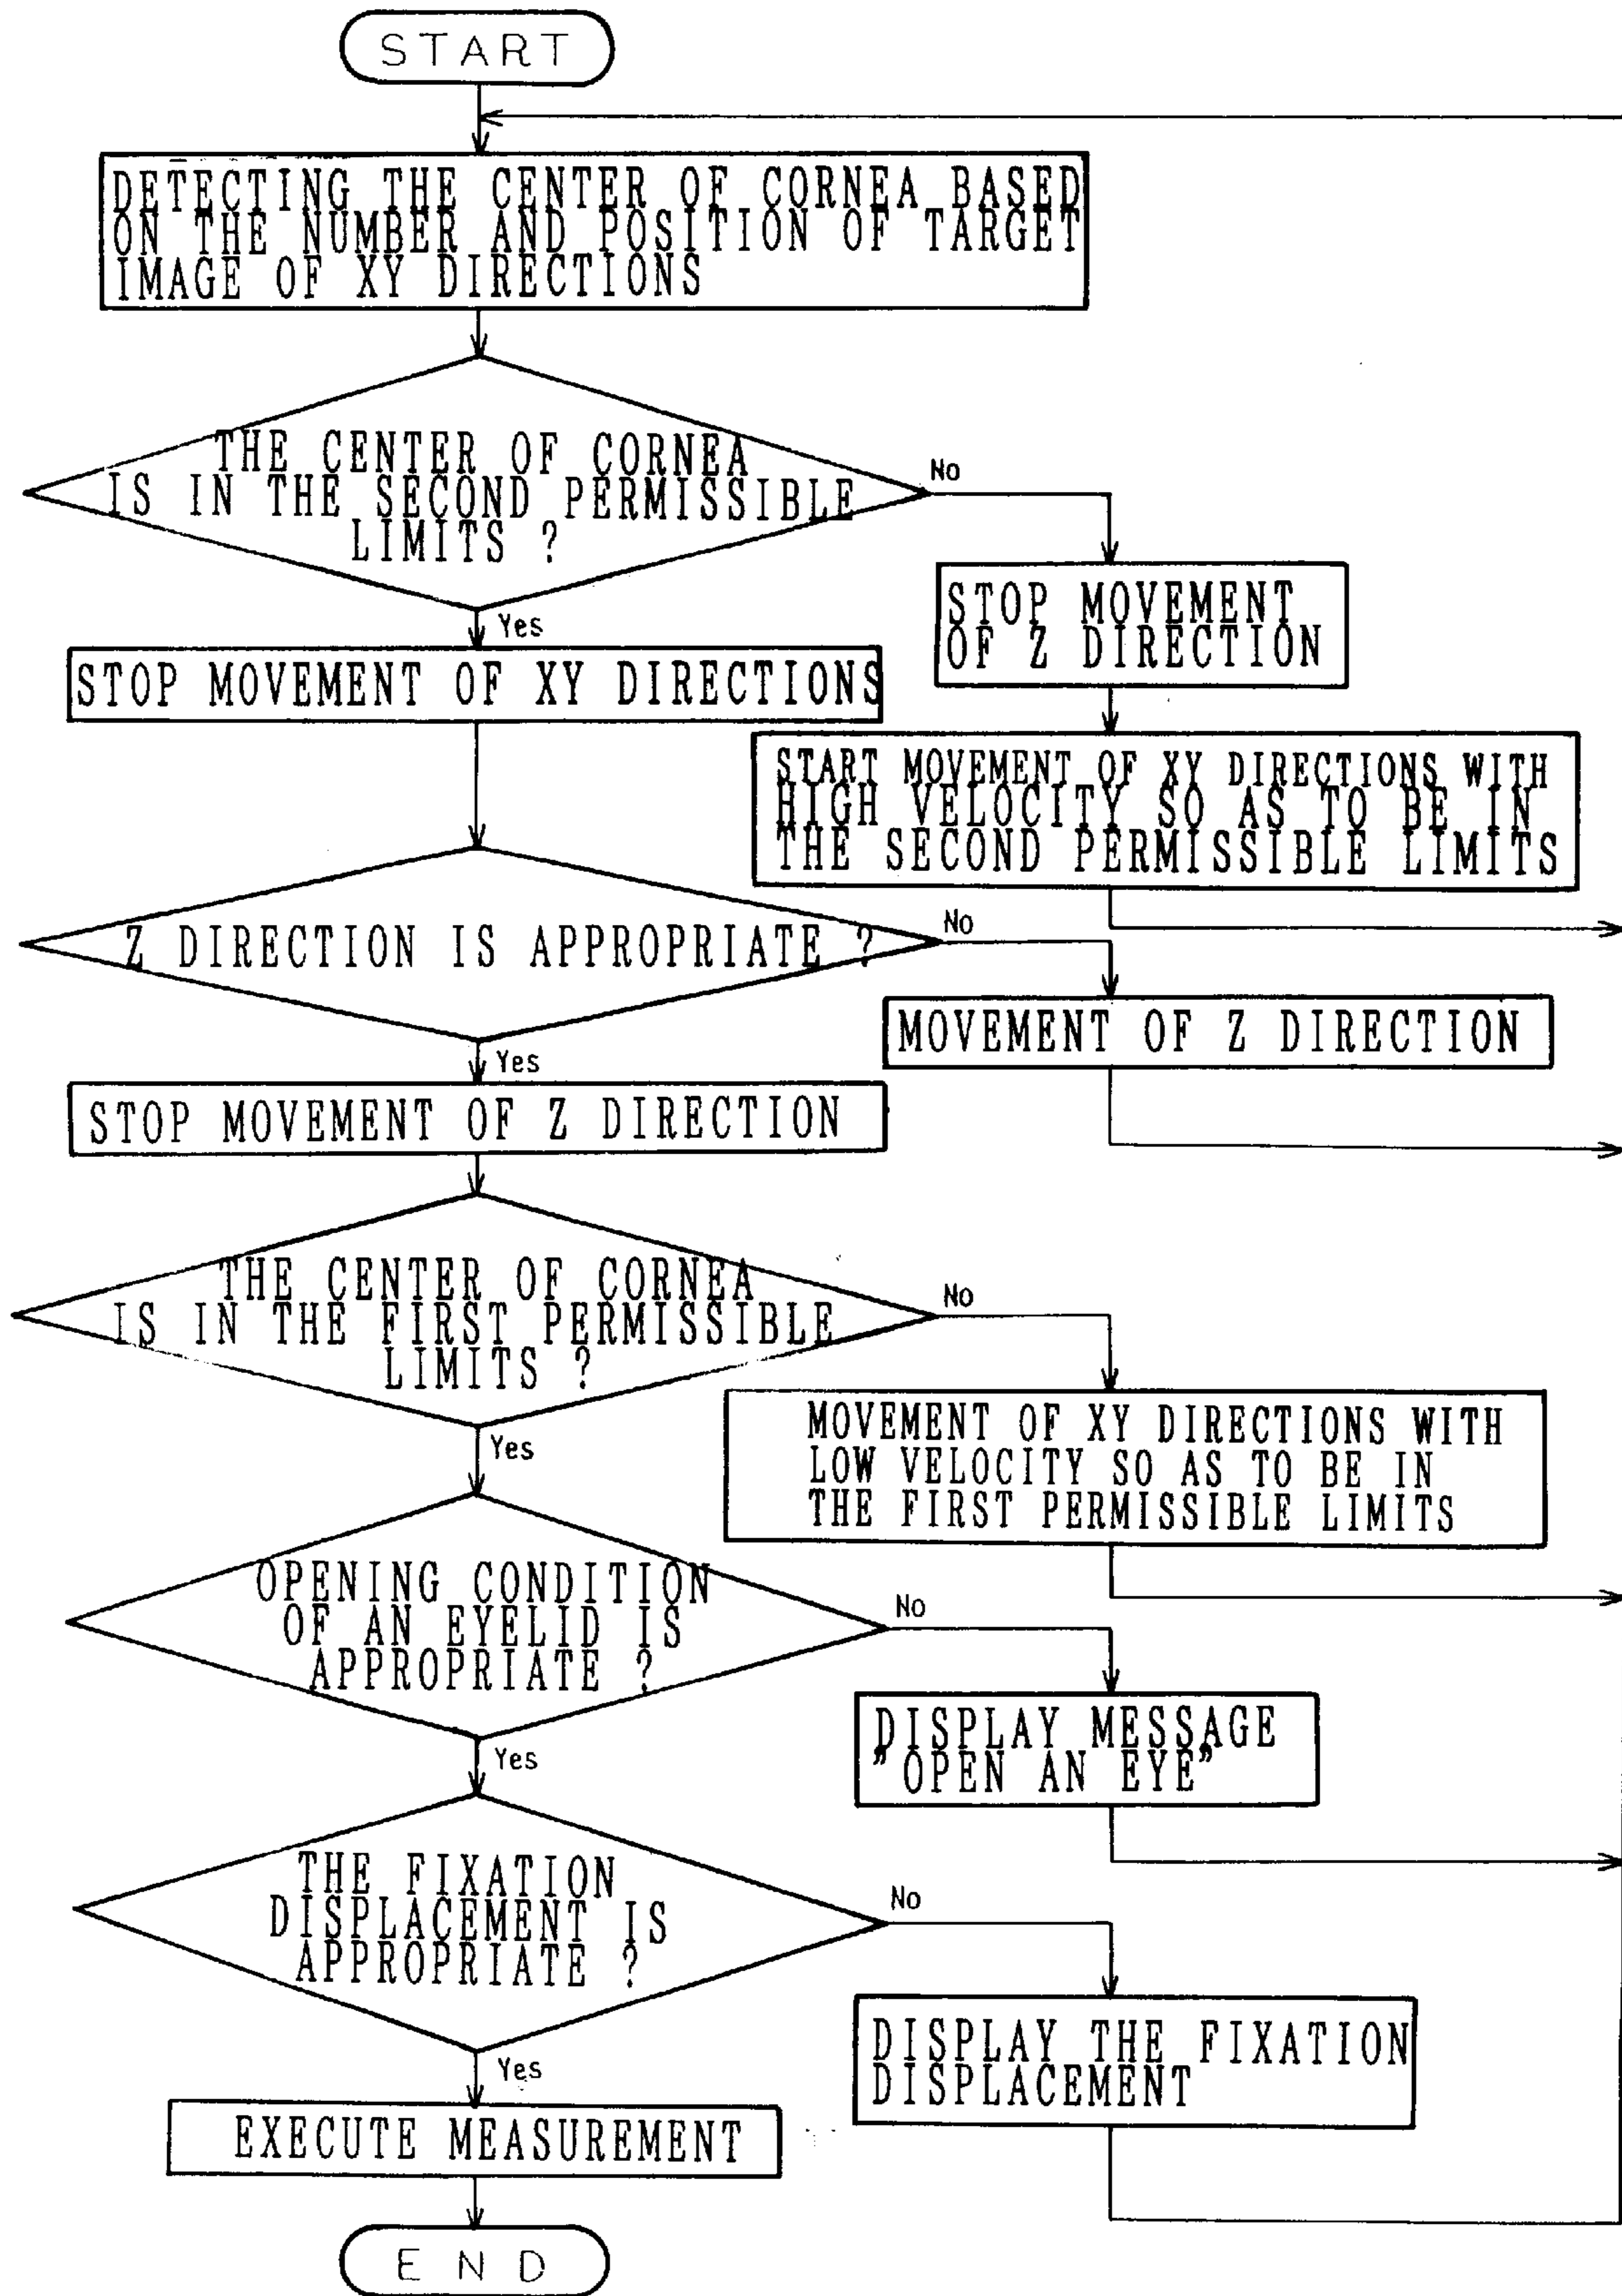 START
DETECTING THE CENTER OF CORNEA BASED
ON THE NUMBER AND POSITION OF TARGET
IMAGE OF XY DIRECTIONS
THE CENTER OF CORNEA
IS IN THE SECOND PERMISSIBLE
LIMITS ?
No
Yes
STOP MOVEMENT
OF Z DIRECTION
STOP MOVEMENT OF XY DIRECTIONS
START MOVEMENT OF XY DIRECTIONS WITH
HIGH VELOCITY SO AS TO BE IN
THE SECOND PERMISSIBLE LIMITS
Z DIRECTION IS APPROPRIATE ?
No
MOVEMENT OF Z DIRECTION
Yes
STOP MOVEMENT OF Z DIRECTION
THE CENTER OF CORNEA
IS IN THE FIRST PERMISSIBLE
LIMITS ?
No
MOVEMENT OF XY DIRECTIONS WITH
LOW VELOCITY SO AS TO BE IN
THE FIRST PERMISSIBLE LIMITS
Yes
OPENING CONDITION
OF AN EYELID IS
APPROPRIATE ?
No
DISPLAY MESSAGE
"OPEN AN EYE"
Yes
THE FIXATION
DISPLACEMENT IS
APPROPRIATE ?
No
DISPLAY THE FIXATION
DISPLACEMENT
Yes
EXECUTE MEASUREMENT
END